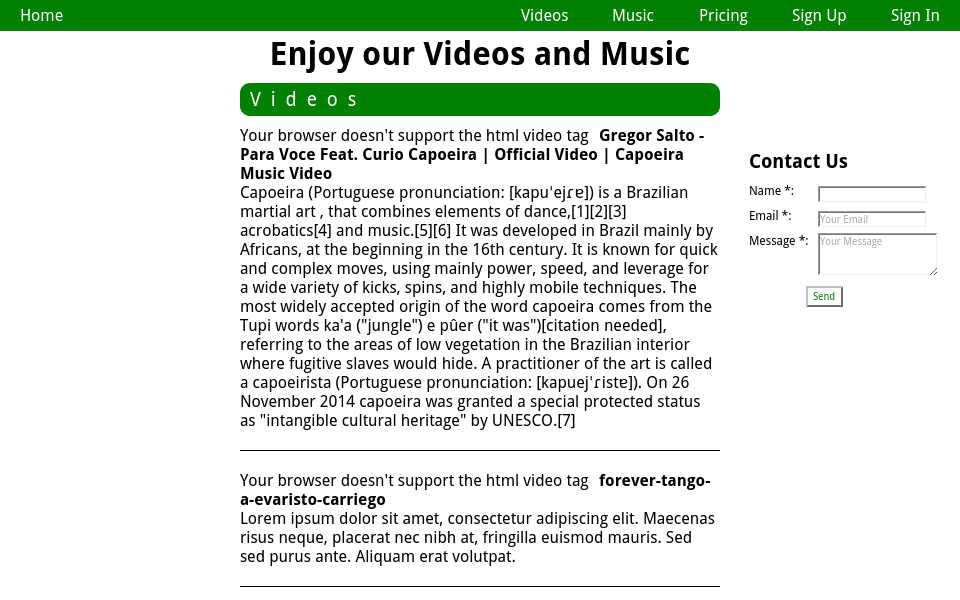 Home Videos Music Pricing Sign Up Sign In
Enjoy our Videos and Music
Videos
Your browser doesn't support the html video tag Gregor Salto -
Para Voce Feat. Curio Capoeira | Official Video | Capoeira
Music Video
Capoeira (Portuguese pronunciation: [kapuˈejɾɐ]) is a Brazilian
martial art , that combines elements of dance,[1][2][3]
acrobatics[4] and music.[5][6] It was developed in Brazil mainly by
Africans, at the beginning in the 16th century. It is known for quick
and complex moves, using mainly power, speed, and leverage for
a wide variety of kicks, spins, and highly mobile techniques. The
most widely accepted origin of the word capoeira comes from the
Tupi words ka'a ("jungle") e pûer ("it was")[citation needed],
referring to the areas of low vegetation in the Brazilian interior
where fugitive slaves would hide. A practitioner of the art is called
a capoeirista (Portuguese pronunciation: [kapuejˈɾistɐ]). On 26
November 2014 capoeira was granted a special protected status
as "intangible cultural heritage" by UNESCO.[7]
Your browser doesn't support the html video tag forever-tango-
a-evaristo-carriego
Lorem ipsum dolor sit amet, consectetur adipiscing elit. Maecenas
risus neque, placerat nec nibh at, fringilla euismod mauris. Sed
sed purus ante. Aliquam erat volutpat.
Contact Us
Name *:
Email *: Your Email
Message *: Your Message
Send